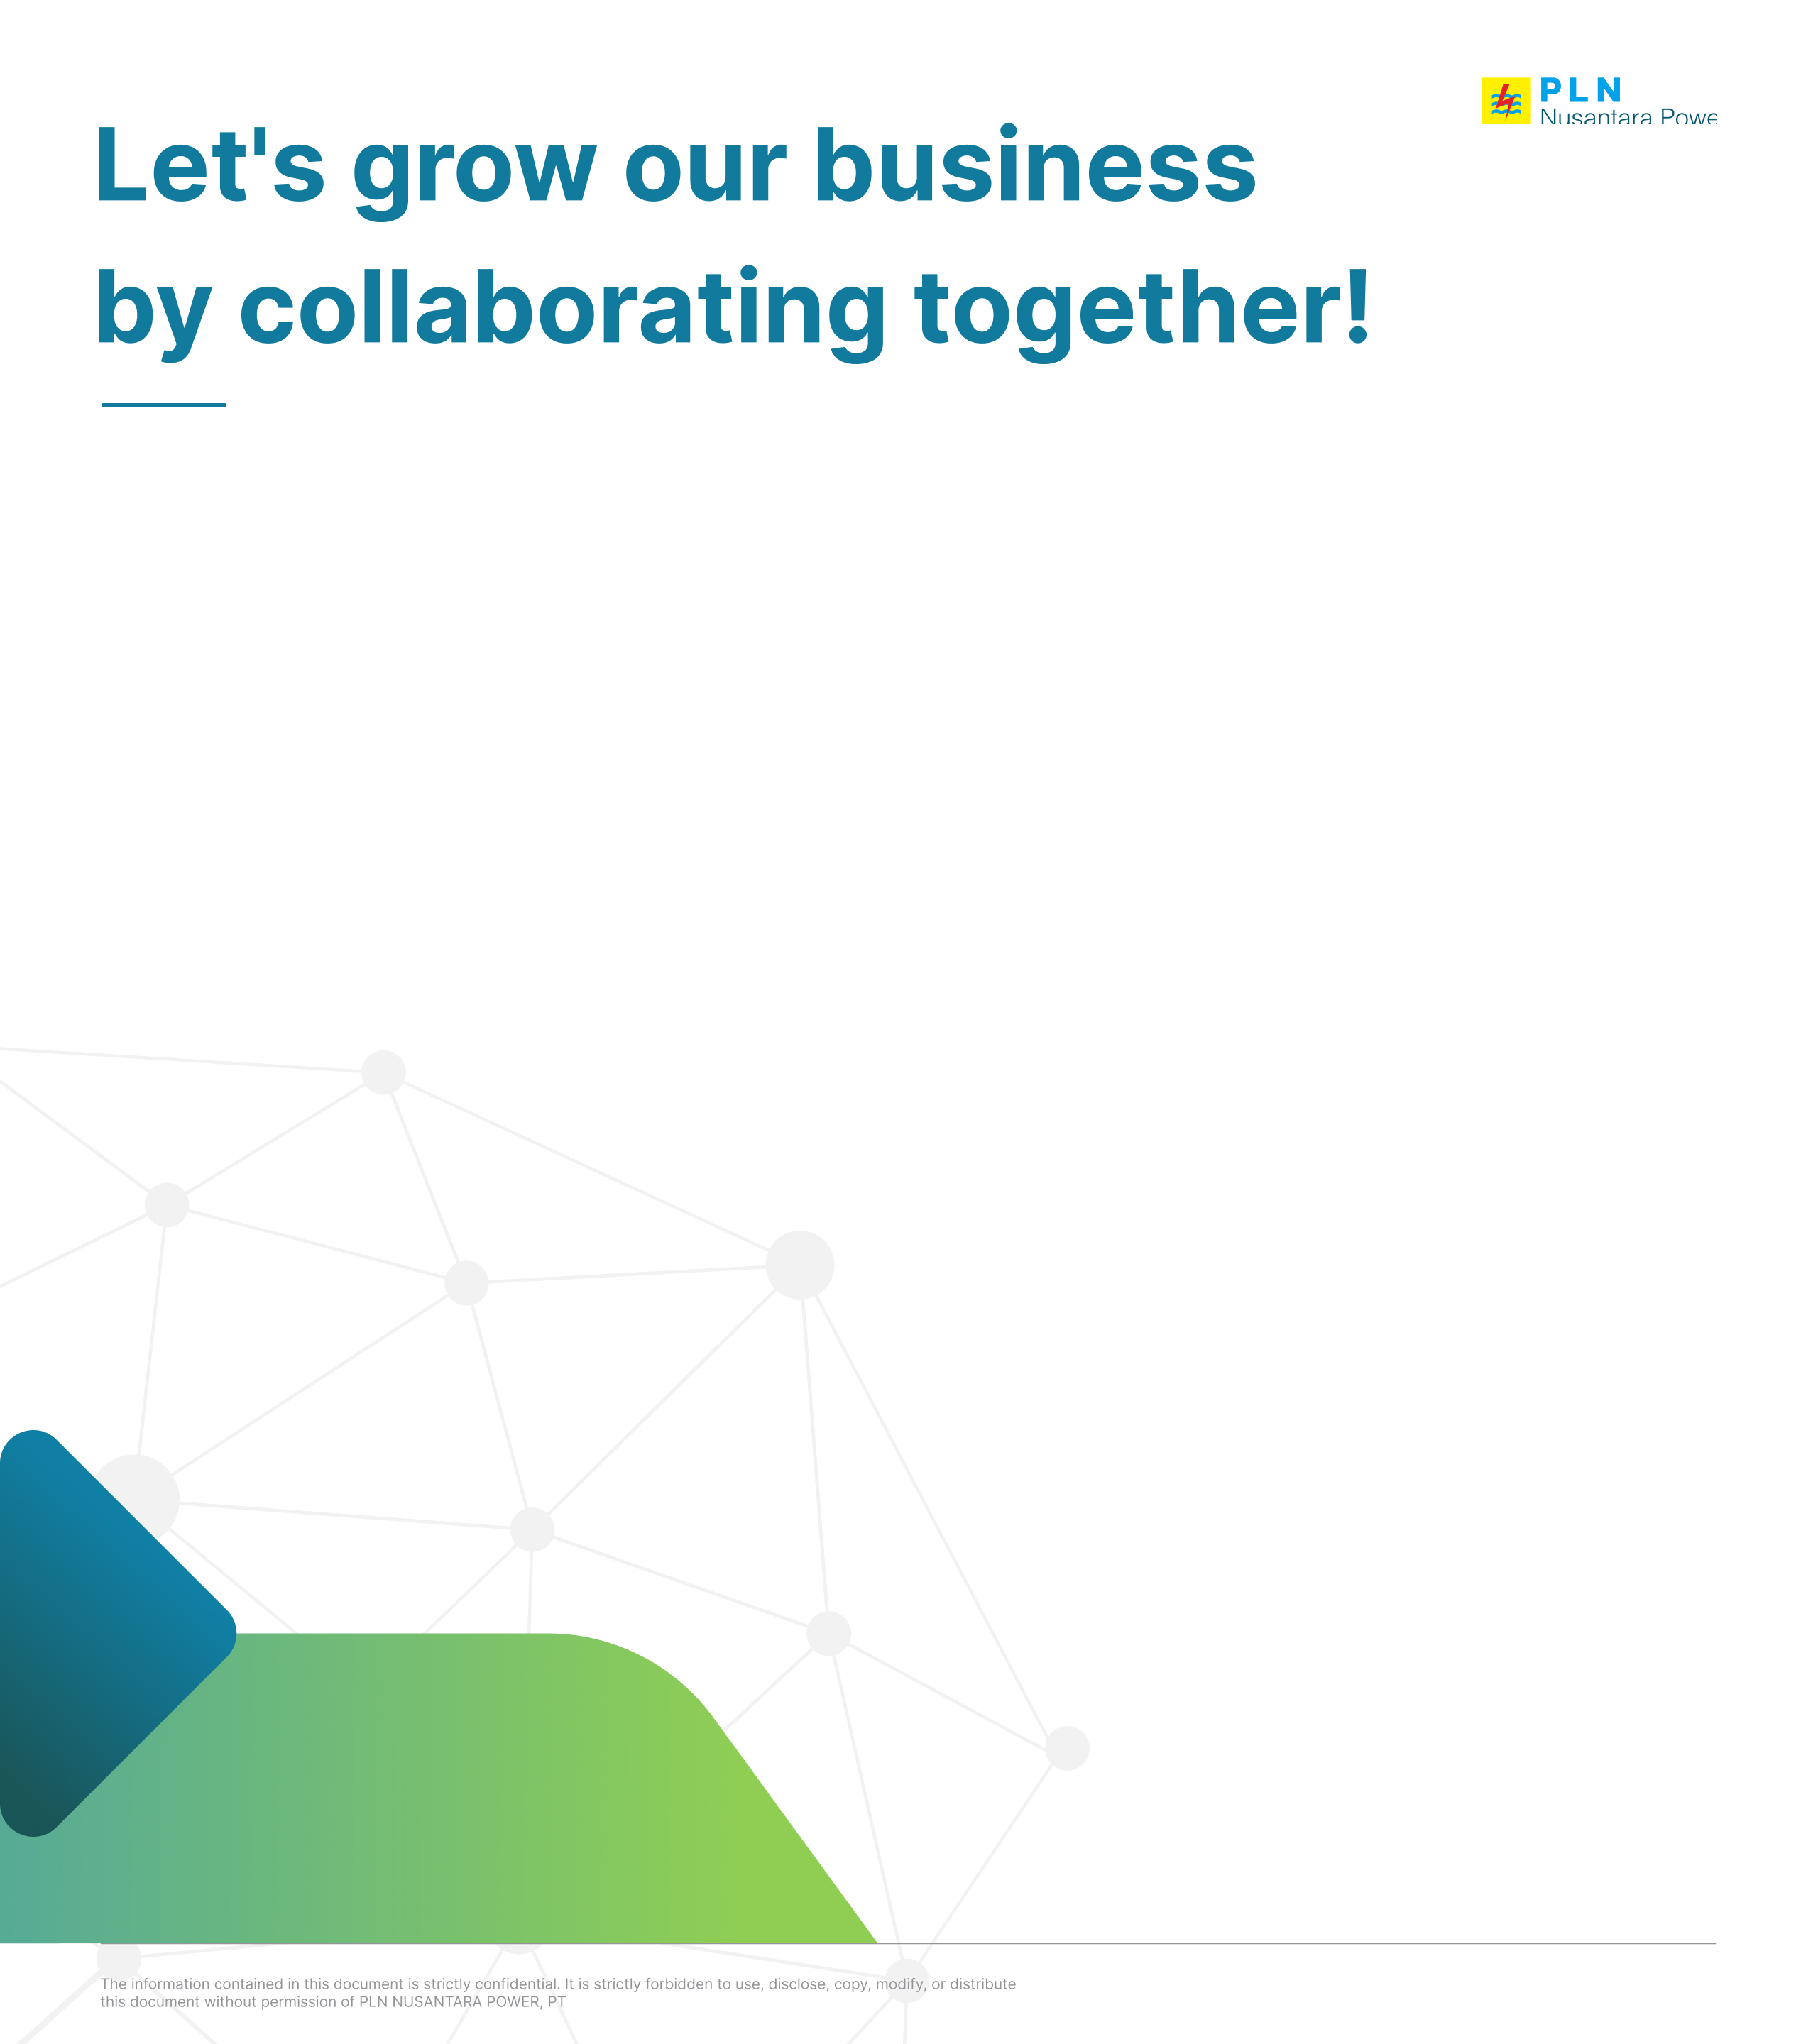 PLN
Nusantara Powe
Let's grow our business
by collaborating together!
The information contained in this document is strictly confidential. It is strictly forbidden to use, disclose, copy, modify, or distribute
this document without permission of PLN NUSANTARA POWER, PT